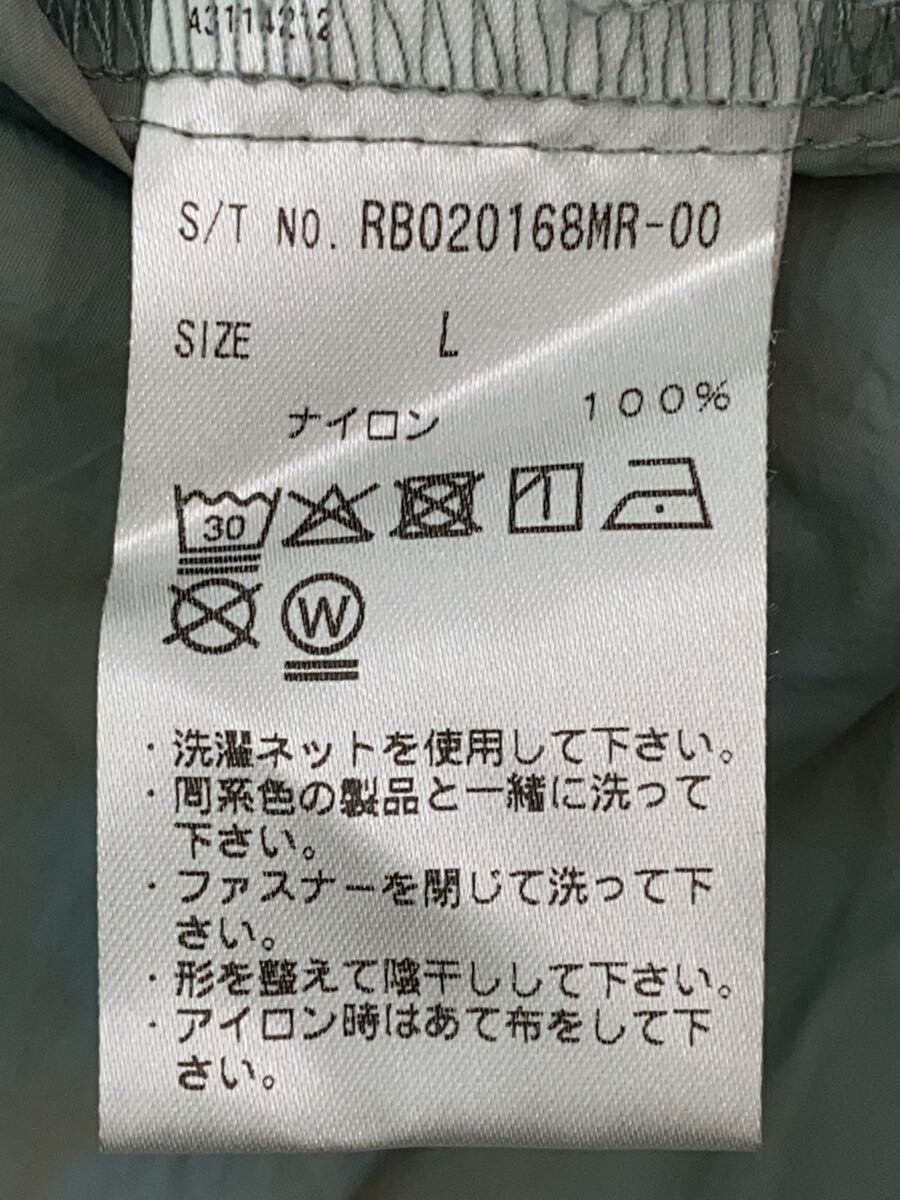 A3114212
S/T NO. RB020168MR-00
SIZE L
ナイロン 100%
30
W
・洗濯ネットを使用して下さい。
・同系色の製品と一緒に洗って
下さい。
・ファスナーを閉じて洗って下
さい。
・形を整えて陰干しして下さい。
・アイロン時はあて布をして下
さい。